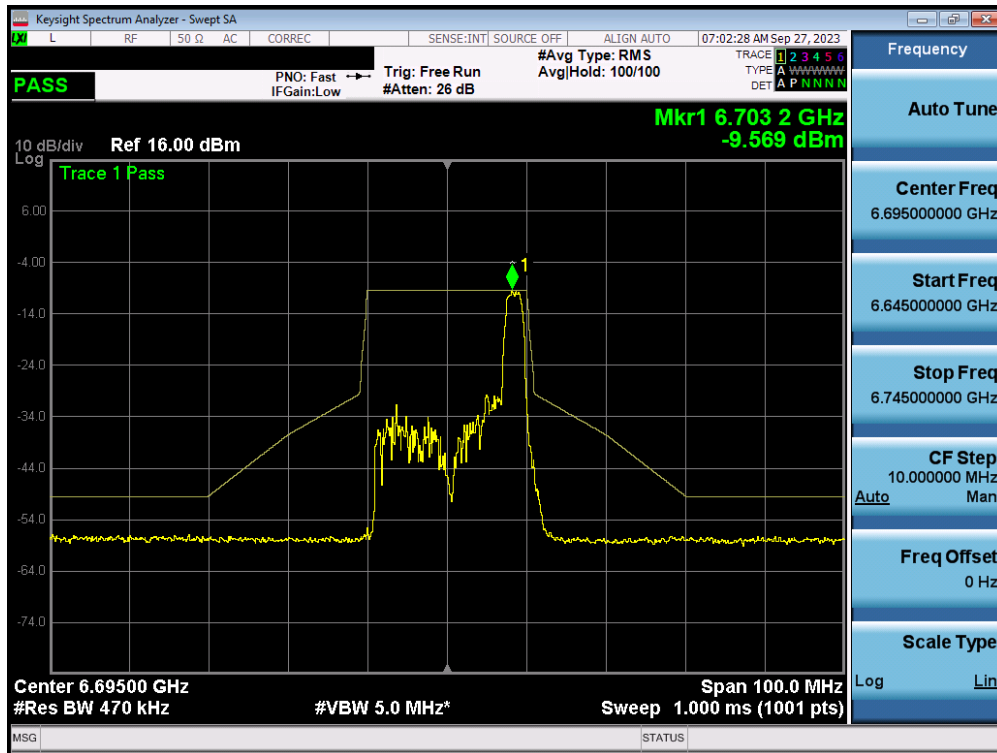 Keysight Spectrum Analyzer - Swept SA
LXI L RF 50 Ω AC CORREC SENSE:INT SOURCE OFF ALIGN AUTO 07:02:28 AM Sep 27, 2023
PASS
PNO: Fast
IFGain:Low
Trig: Free Run
#Atten: 26 dB
#Avg Type: RMS
Avg|Hold: 100/100
TRACE 1 2 3 4 5 6
TYPE A WWWWWW
DET A P N N N N
Mkr1 6.703 2 GHz
-9.569 dBm
10 dB/div Ref 16.00 dBm
Log
Trace 1 Pass
1
6.00
-4.00
-14.0
-24.0
-34.0
-44.0
-54.0
-64.0
-74.0
Center 6.69500 GHz Span 100.0 MHz
#Res BW 470 kHz #VBW 5.0 MHz* Sweep 1.000 ms (1001 pts)
MSG STATUS
Frequency
Auto Tune
Center Freq
6.695000000 GHz
Start Freq
6.645000000 GHz
Stop Freq
6.745000000 GHz
CF Step
10.000000 MHz
Auto Man
Freq Offset
0 Hz
Scale Type
Log Lin